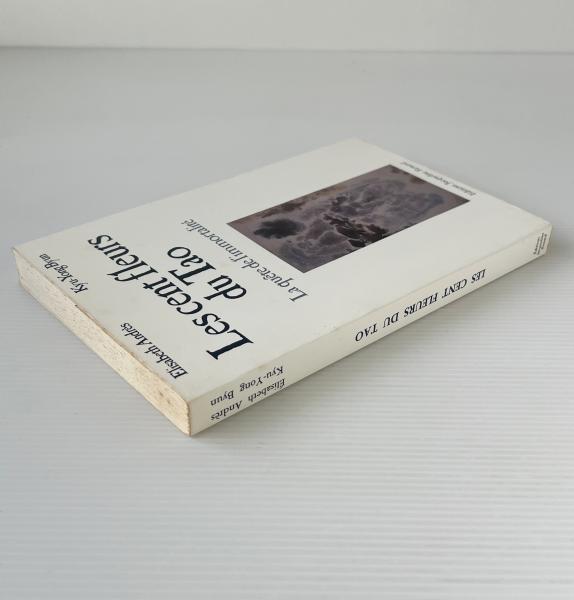 Elisabeth Andrès
Kyu-Yong Byun
Les cent fleurs
du Tao
La quête de l'immortalité
Élisabeth Andrès
Kyu-Yong Byun
LES CENT FLEURS DU TAO